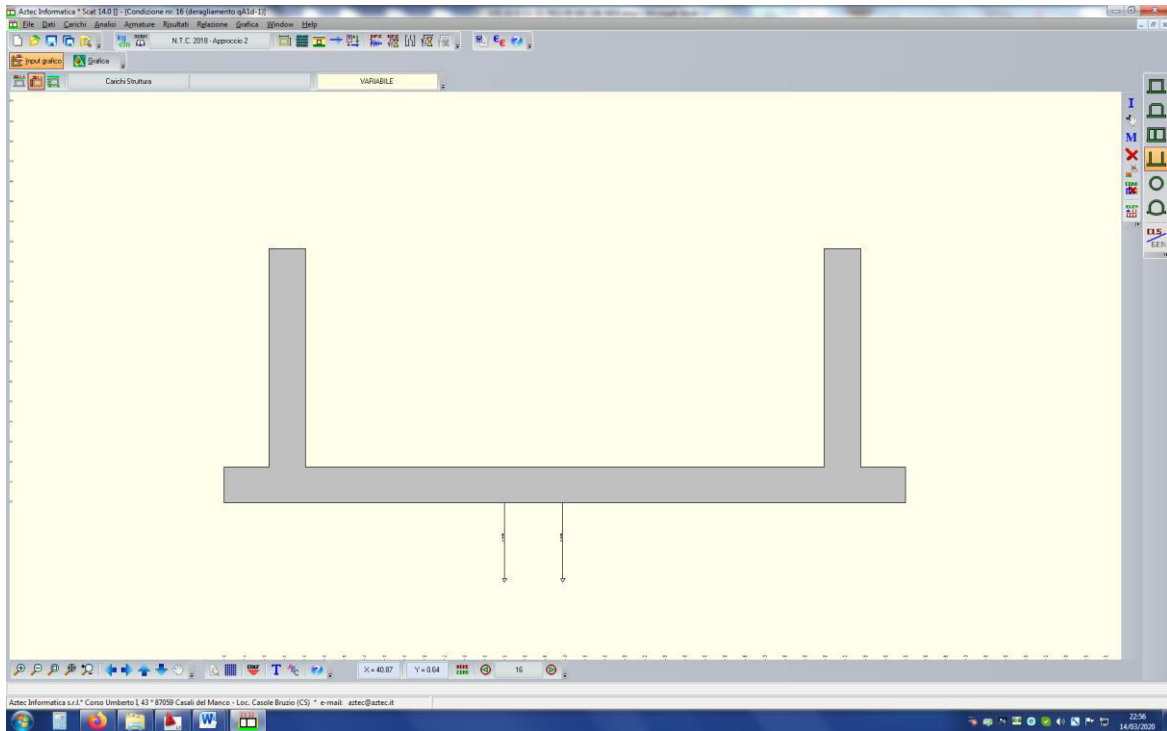 Aztec Informatica * Scat 14.0 [] - [Condizione nr. 16 (deragliamento qA1d-1)]
File Dati Carichi Analisi Armature Risultati Relazione Grafica Window Help
N.T.C. 2018 - Approccio 2
Input grafico Grafica
Carichi Struttura VARIABILE
I
M
CLS
GEN
T X = 40.87 Y = 0.64 16
Aztec Informatica s.r.l.* Corso Umberto I, 43 * 87059 Casali del Manco - Loc. Casole Bruzio (CS) * e-mail: aztec@aztec.it
22:56
14/03/2020